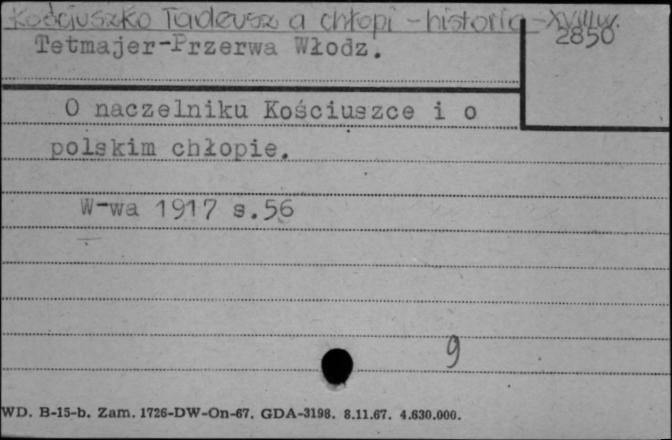 Kościuszko Tadeusz a chłopi - historia - XVIII w.
2850
Tetmajer-Przerwa Włodz.
O naczelniku Kościuszce i o
polskim chłopie.
W-wa 1917 s.56
9
WD. B-15-b. Zam. 1726-DW-On-67. GDA-3198. 8.11.67. 4.630.000.